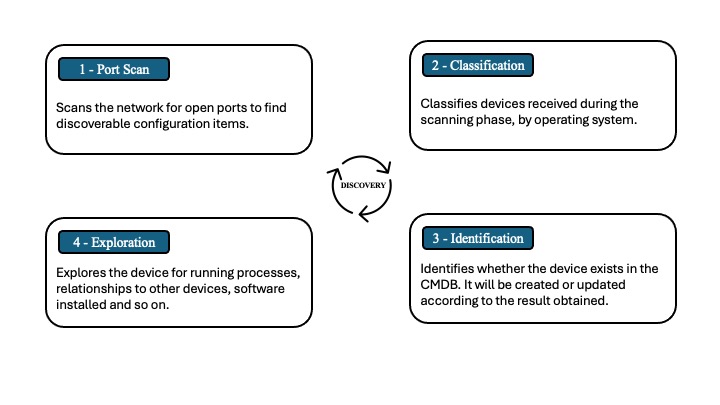 1 - Port Scan
Scans the network for open ports to find
discoverable configuration items.
2 - Classification
Classifies devices received during the
scanning phase, by operating system.
DISCOVERY
4 - Exploration
Explores the device for running processes,
relationships to other devices, software
installed and so on.
3 - Identification
Identifies whether the device exists in the
CMDB. It will be created or updated
according to the result obtained.